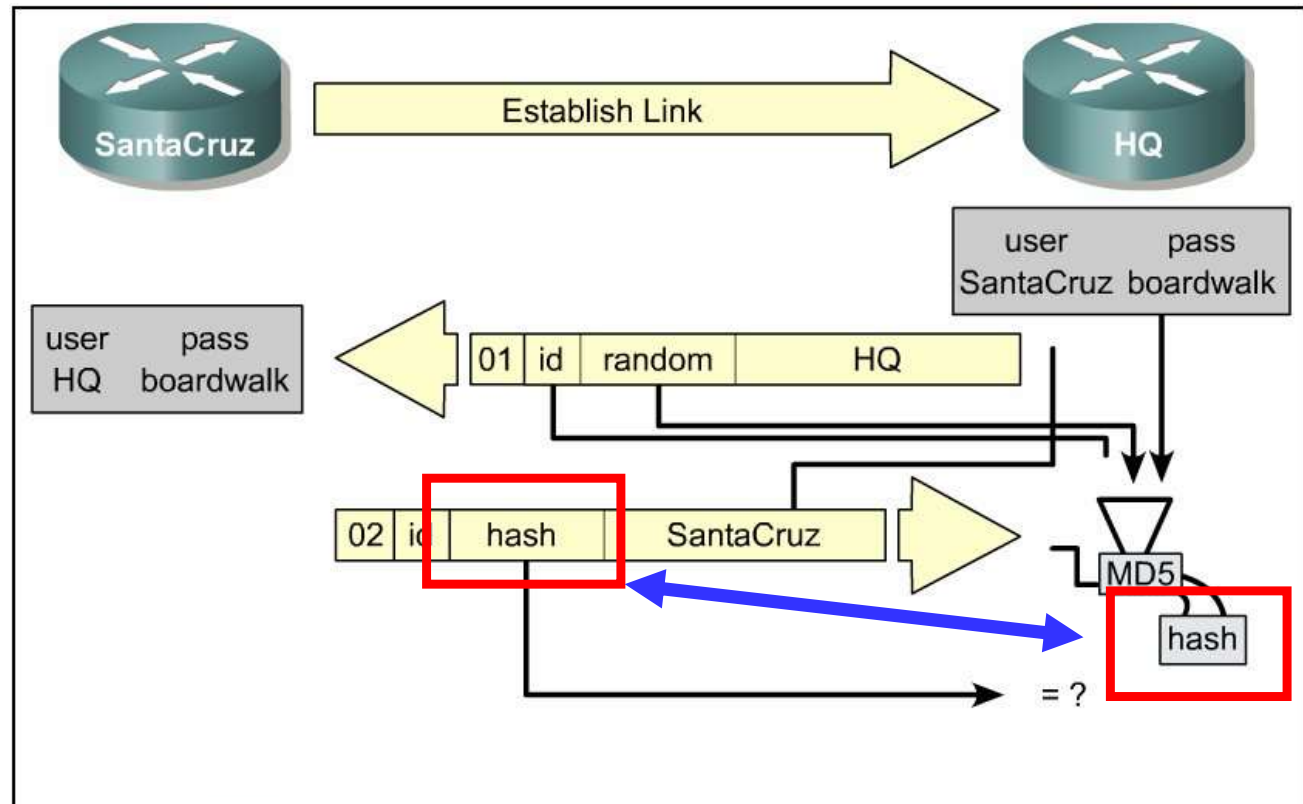 Establish Link
SantaCruz
HQ
user pass
SantaCruz boardwalk
user pass
HQ boardwalk
01 id random HQ
02 id hash SantaCruz
MD5
hash
= ?